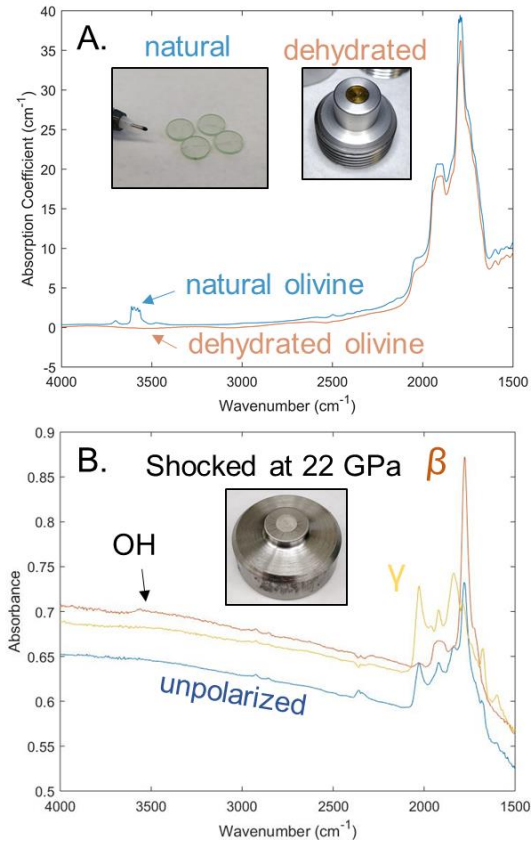 A.
natural
dehydrated
40
35
30
25
20
15
10
5
0
-5
Absorption Coefficient (cm-1)
natural olivine
dehydrated olivine
4000 3500 3000 2500 2000 1500
Wavenumber (cm-1)
B.
Shocked at 22 GPa
β
γ
OH
unpolarized
0.9
0.85
0.8
0.75
0.7
0.65
0.6
0.55
0.5
Absorbance
4000 3500 3000 2500 2000 1500
Wavenumber (cm-1)